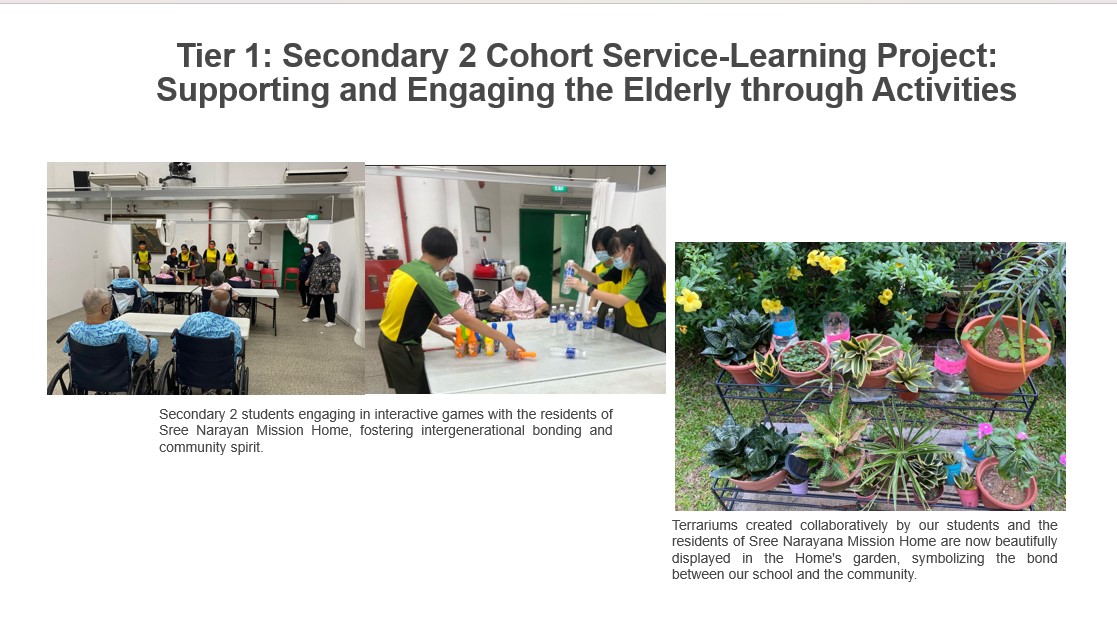 Tier 1: Secondary 2 Cohort Service-Learning Project:
Supporting and Engaging the Elderly through Activities
EXIT
EXIT
Secondary 2 students engaging in interactive games with the residents of
Sree Narayan Mission Home, fostering intergenerational bonding and
community spirit.
Terrariums created collaboratively by our students and the
residents of Sree Narayana Mission Home are now beautifully
displayed in the Home's garden, symbolizing the bond
between our school and the community.